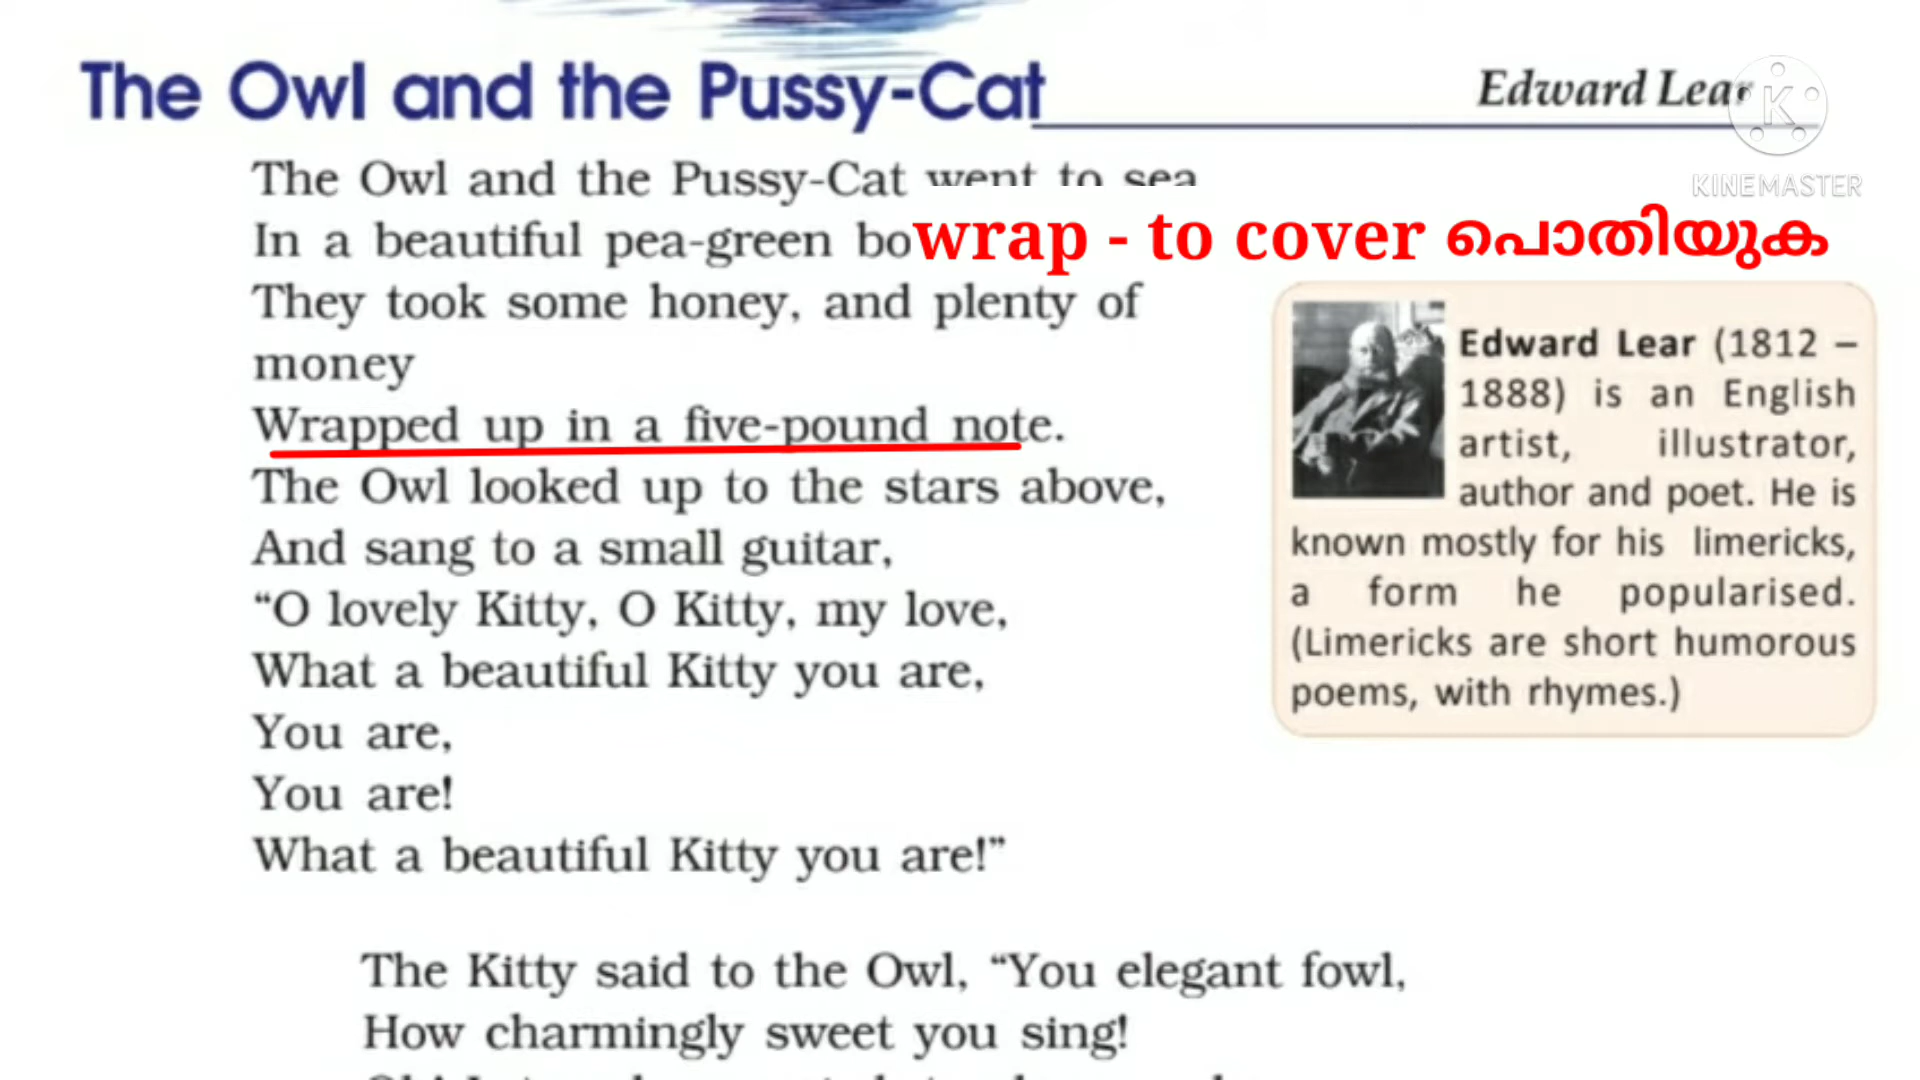 The Owl and the Pussy-Cat
Edward Lear
KINEMASTER
The Owl and the Pussy-Cat went to sea
In a beautiful pea-green bo
wrap - to cover പൊതിയുക
They took some honey, and plenty of
money
Wrapped up in a five-pound note.
The Owl looked up to the stars above,
And sang to a small guitar,
“O lovely Kitty, O Kitty, my love,
What a beautiful Kitty you are,
You are,
You are!
What a beautiful Kitty you are!”
Edward Lear (1812 –
1888) is an English
artist, illustrator,
author and poet. He is
known mostly for his limericks,
a form he popularised.
(Limericks are short humorous
poems, with rhymes.)
The Kitty said to the Owl, “You elegant fowl,
How charmingly sweet you sing!